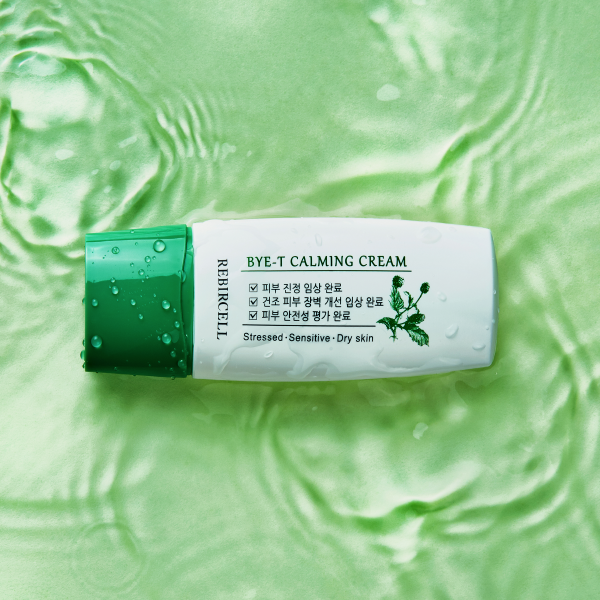 REBIRCELL
BYE-T CALMING CREAM
☑ 피부 진정 임상 완료
☑ 건조 피부 장벽 개선 임상 완료
☑ 피부 안전성 평가 완료
Stressed·Sensitive·Dry skin